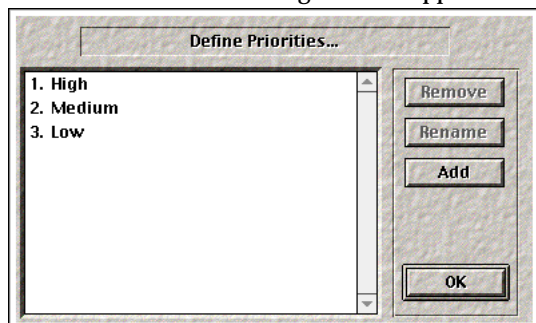 Define Priorities...
1. High
2. Medium
3. Low
Remove
Rename
Add
OK